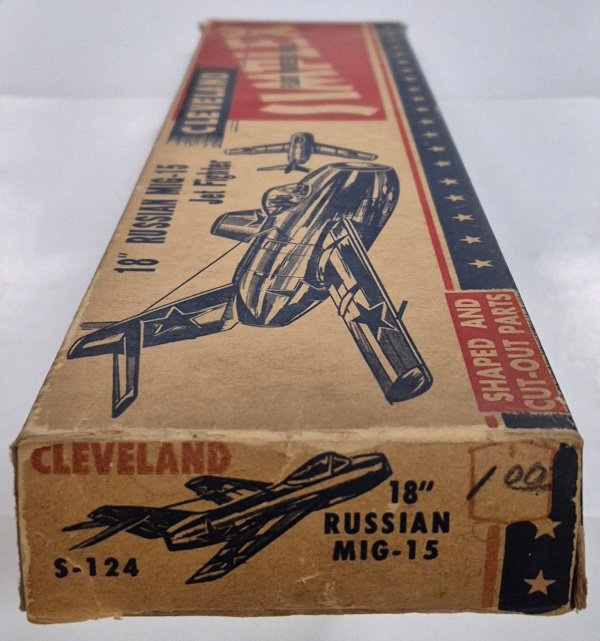 CLEVELAND
18" RUSSIAN MIG-15
Jet Fighter
SHAPED AND
CUT-OUT PARTS
CLEVELAND
18"
RUSSIAN
MIG-15
S-124
1.00